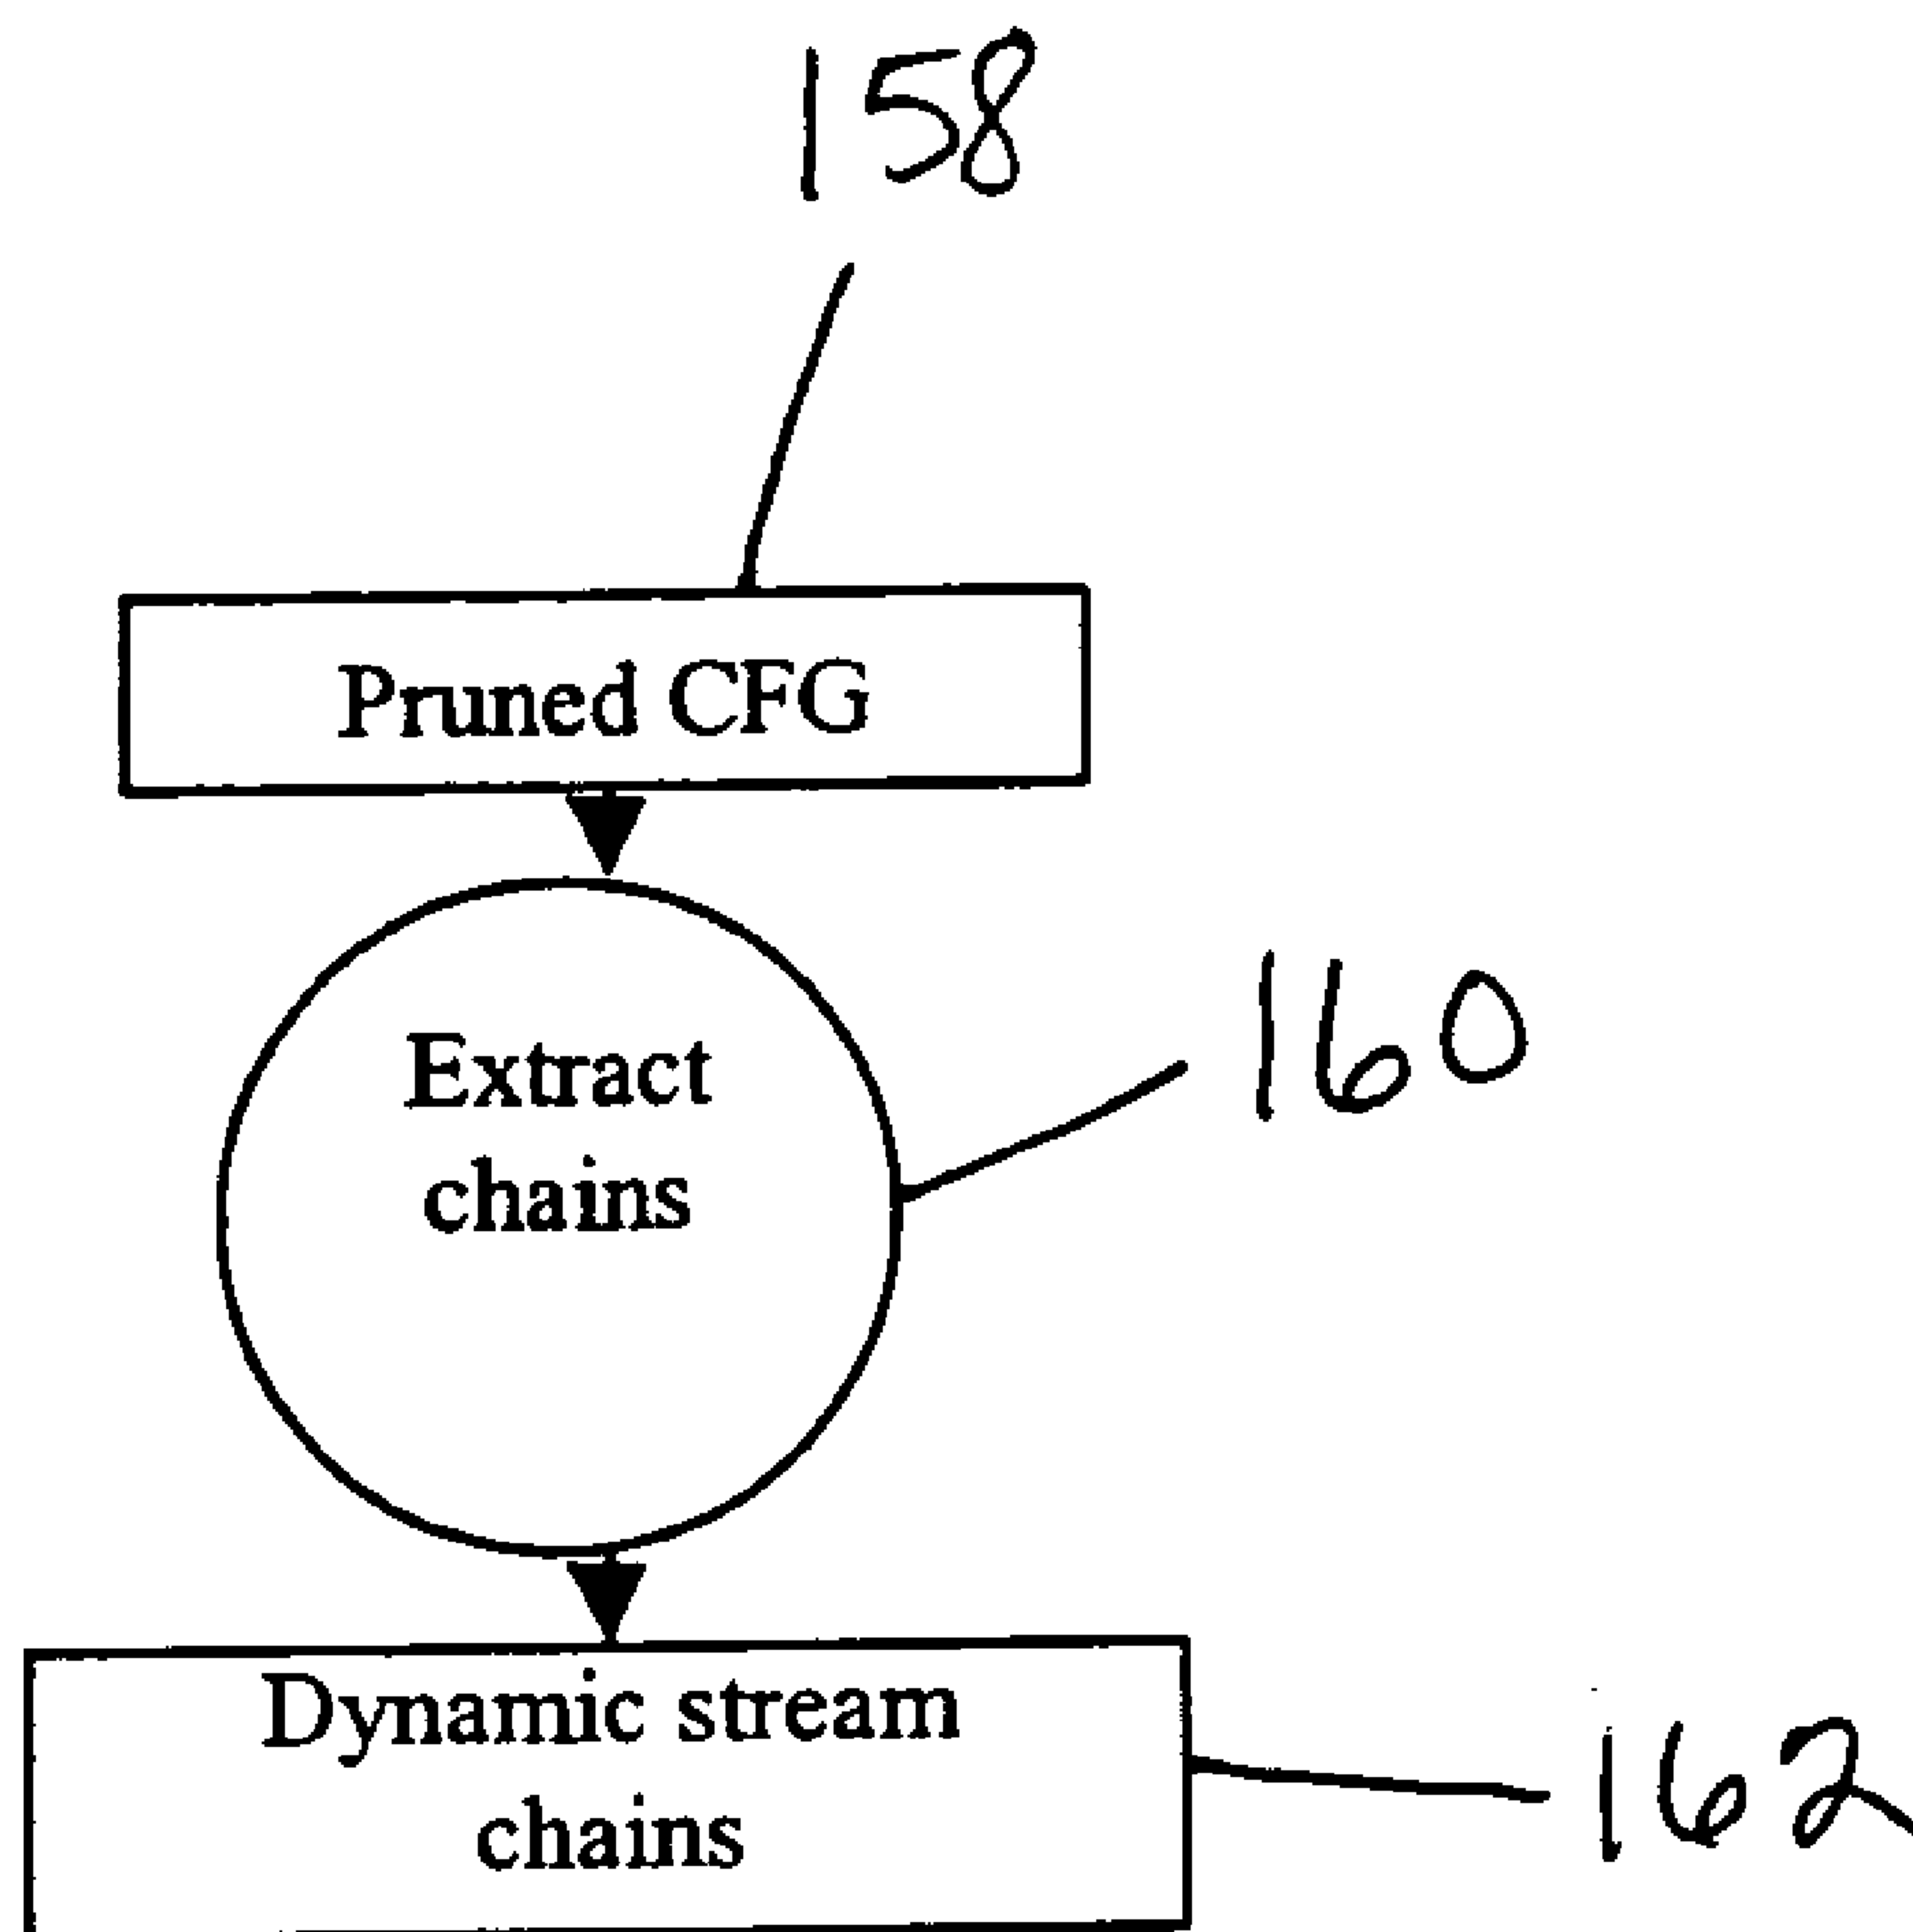 158
Pruned CFG
Extract
chains
160
Dynamic stream
chains
162